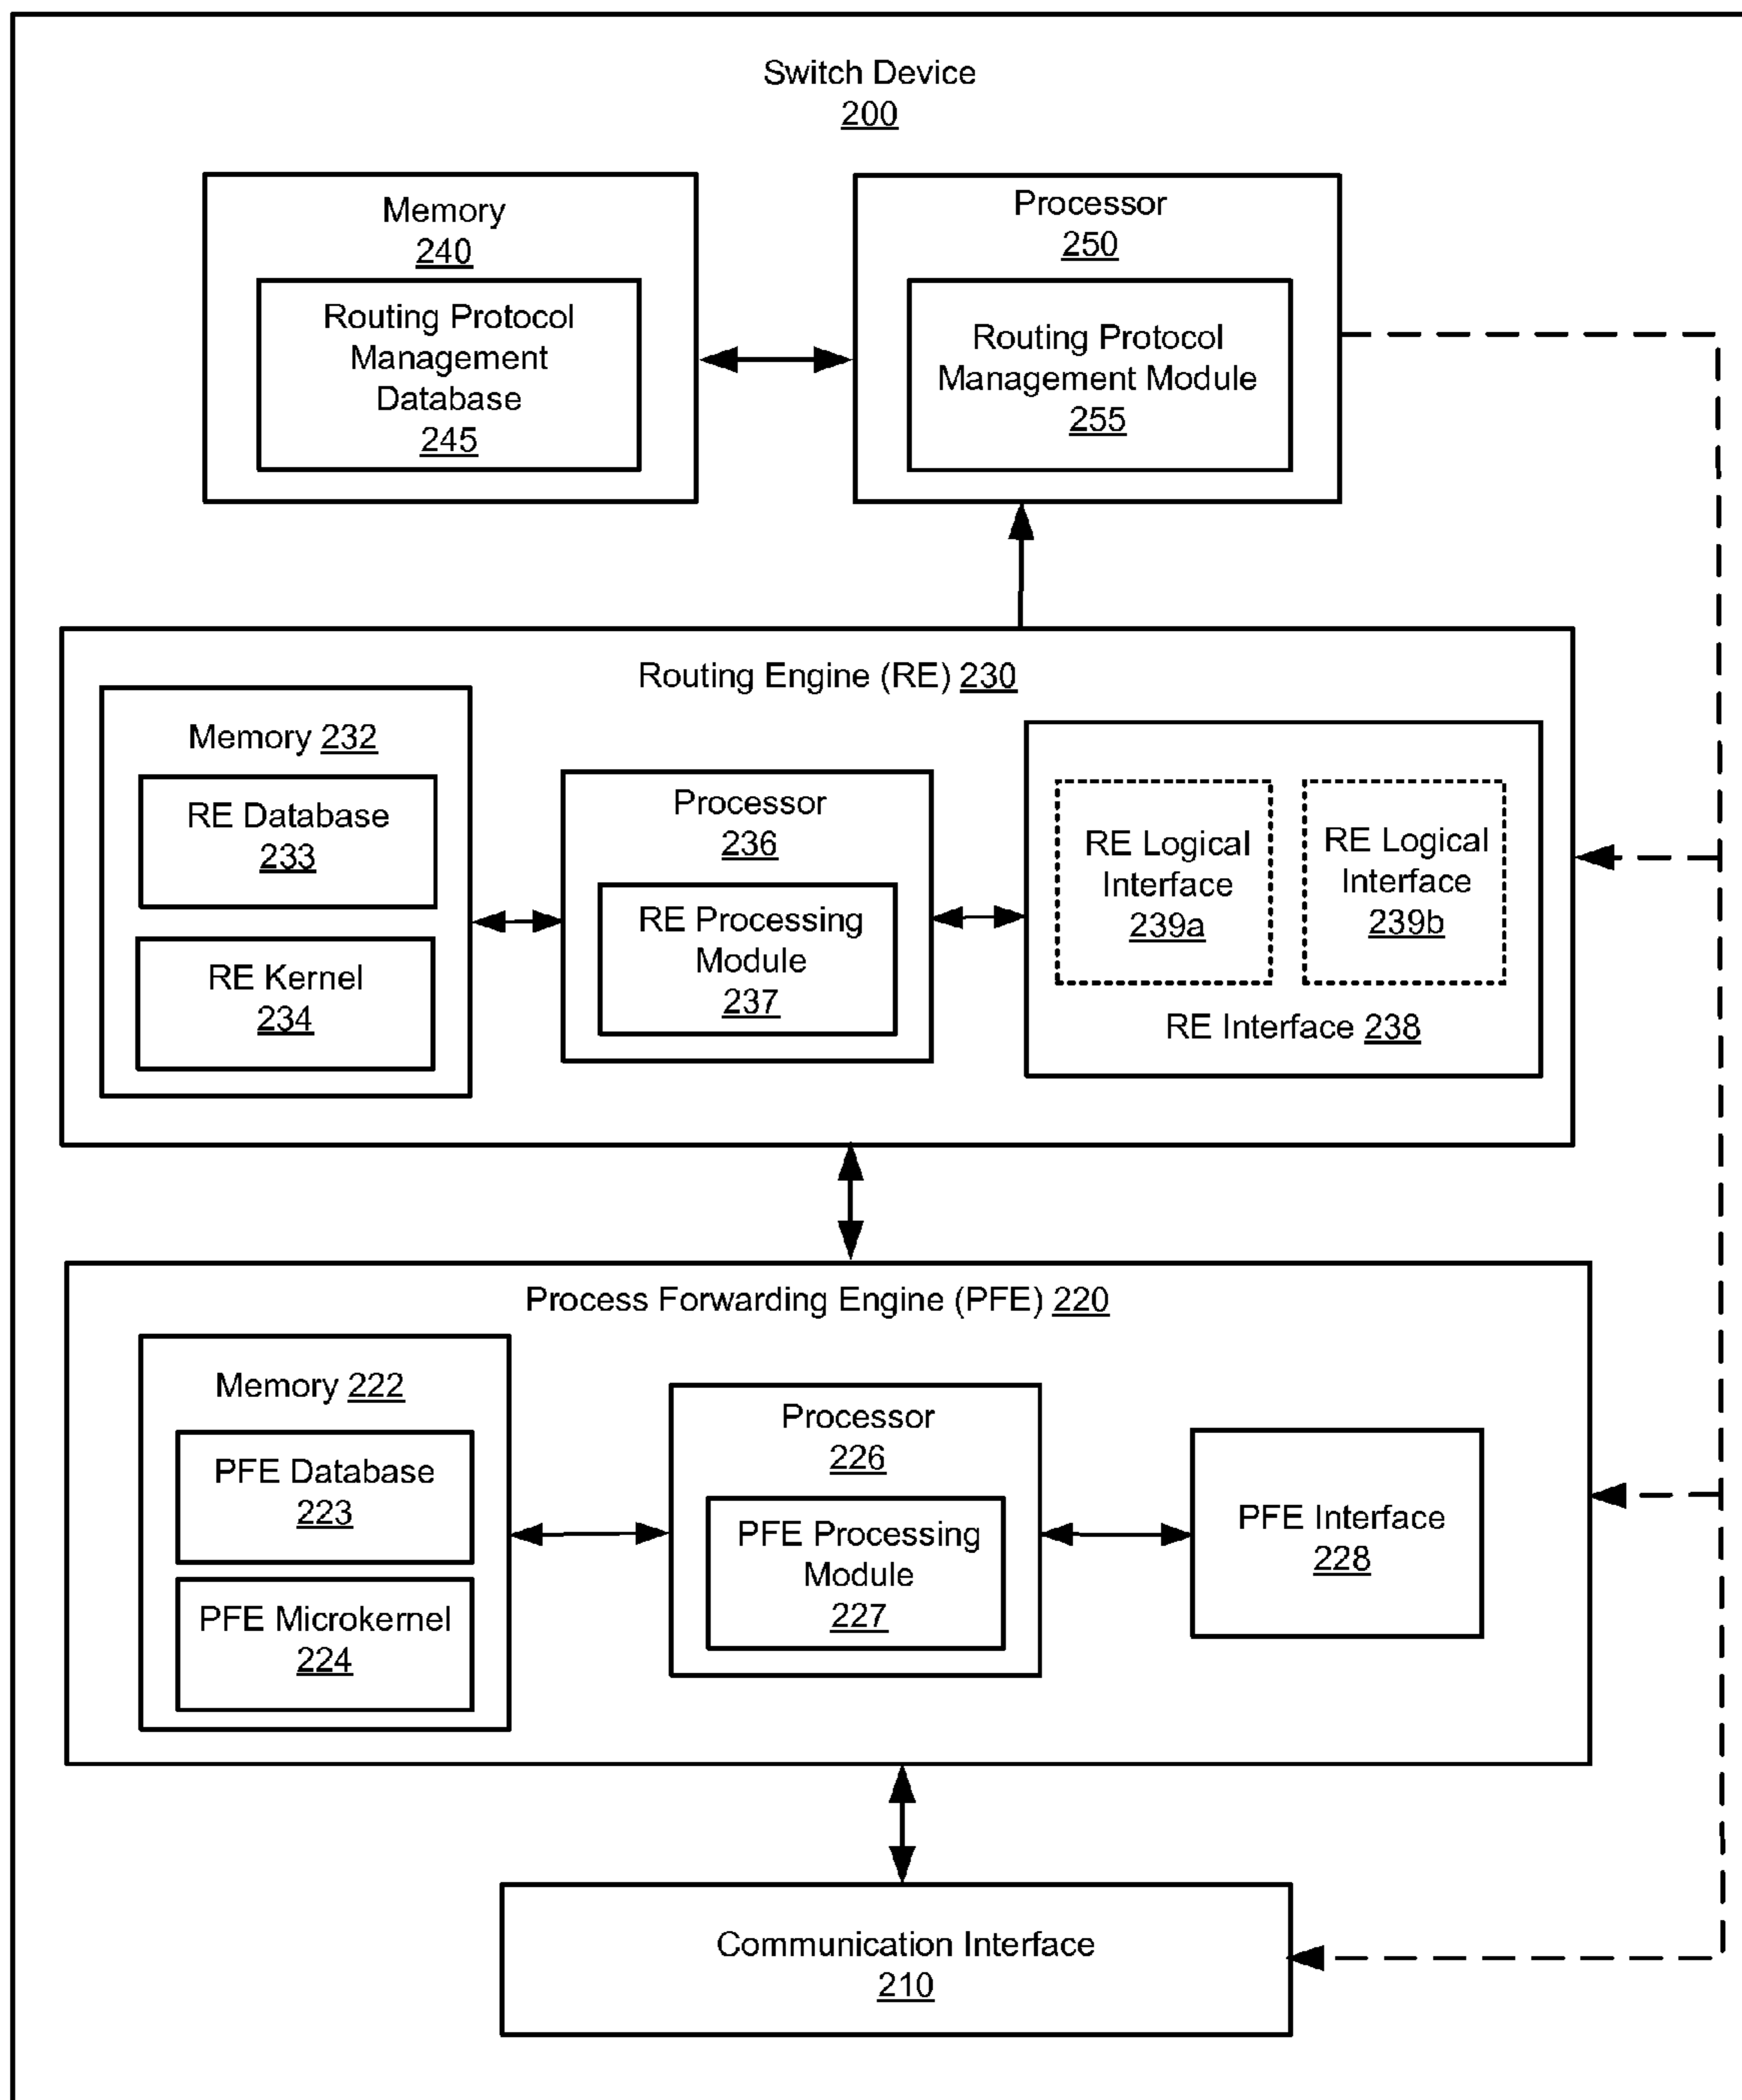 Switch Device
200
Memory
240
Routing Protocol
Management
Database
245
Processor
250
Routing Protocol
Management Module
255
Routing Engine (RE) 230
Memory 232
RE Database
233
RE Kernel
234
Processor
236
RE Processing
Module
237
RE Logical
Interface
239a
RE Logical
Interface
239b
RE Interface 238
Process Forwarding Engine (PFE) 220
Memory 222
PFE Database
223
PFE Microkernel
224
Processor
226
PFE Processing
Module
227
PFE Interface
228
Communication Interface
210